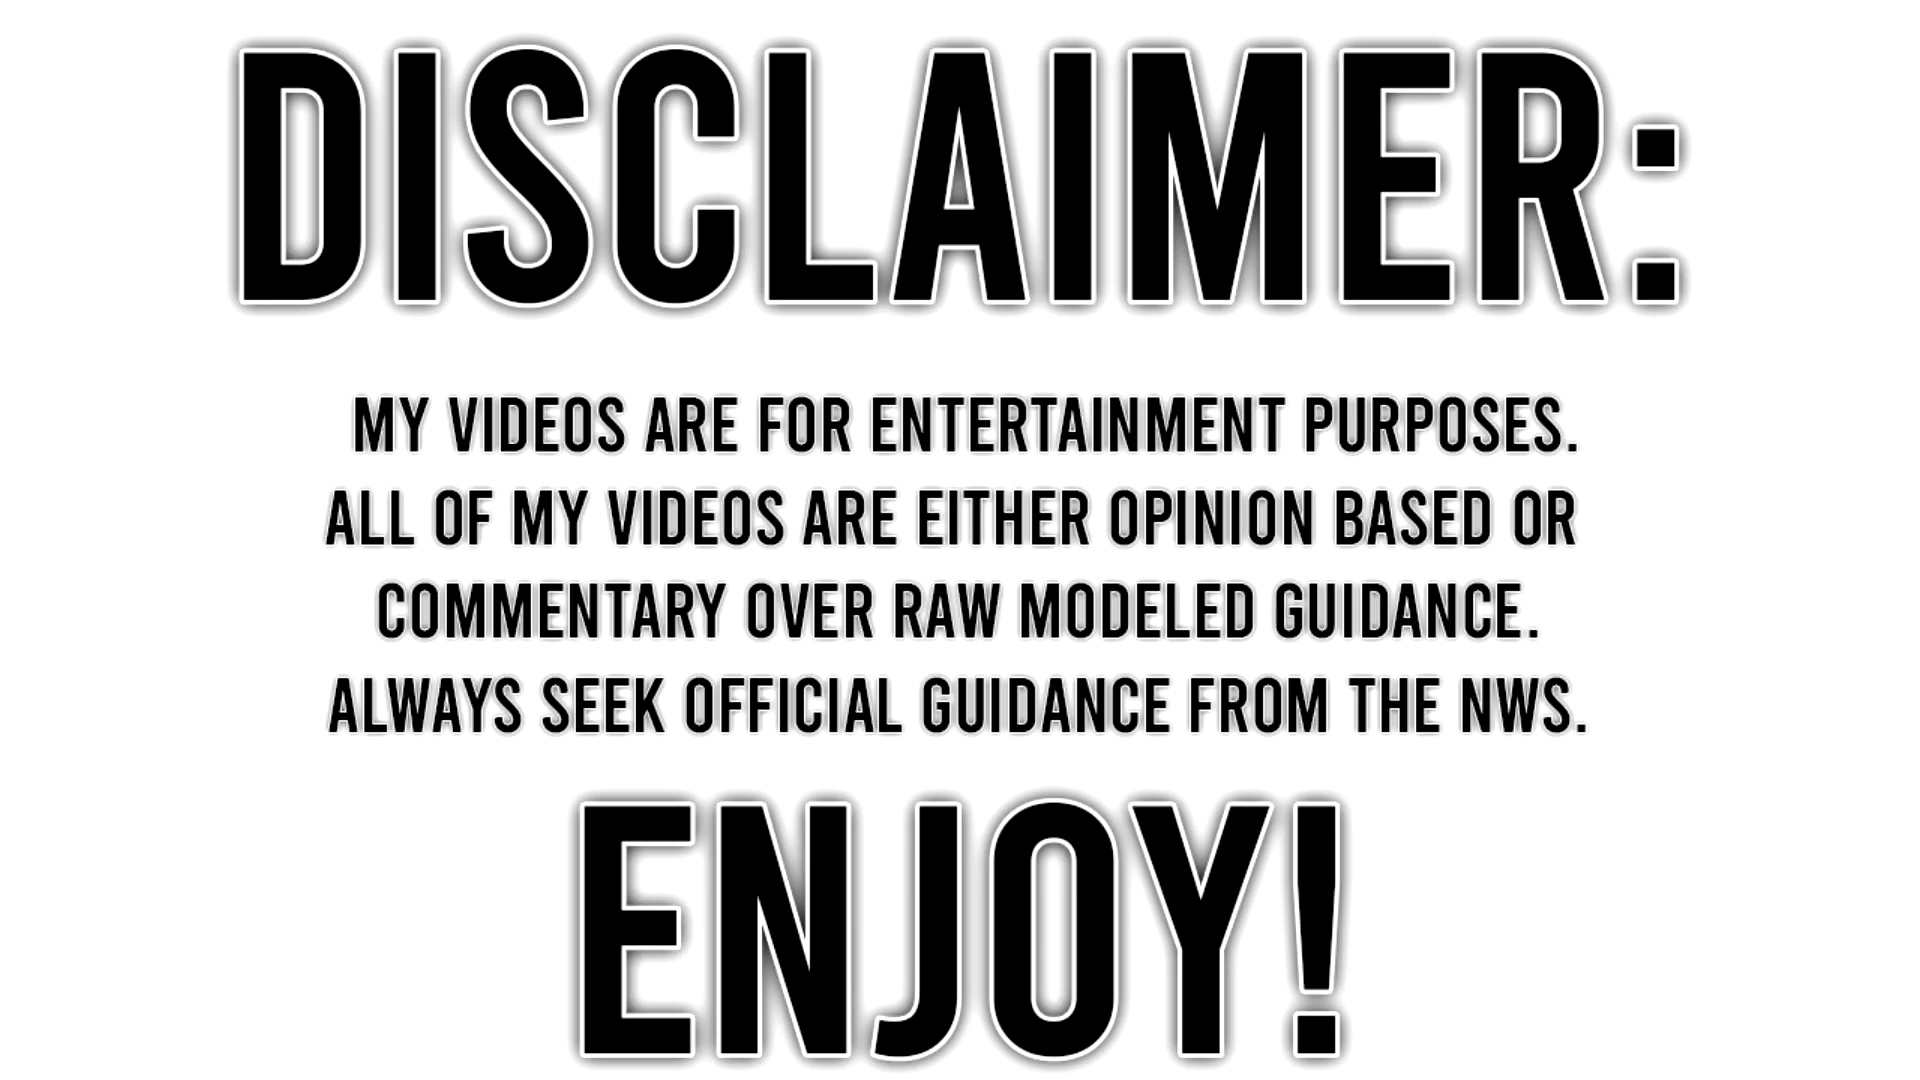 DISCLAIMER:
MY VIDEOS ARE FOR ENTERTAINMENT PURPOSES.
ALL OF MY VIDEOS ARE EITHER OPINION BASED OR
COMMENTARY OVER RAW MODELED GUIDANCE.
ALWAYS SEEK OFFICIAL GUIDANCE FROM THE NWS.
ENJOY!